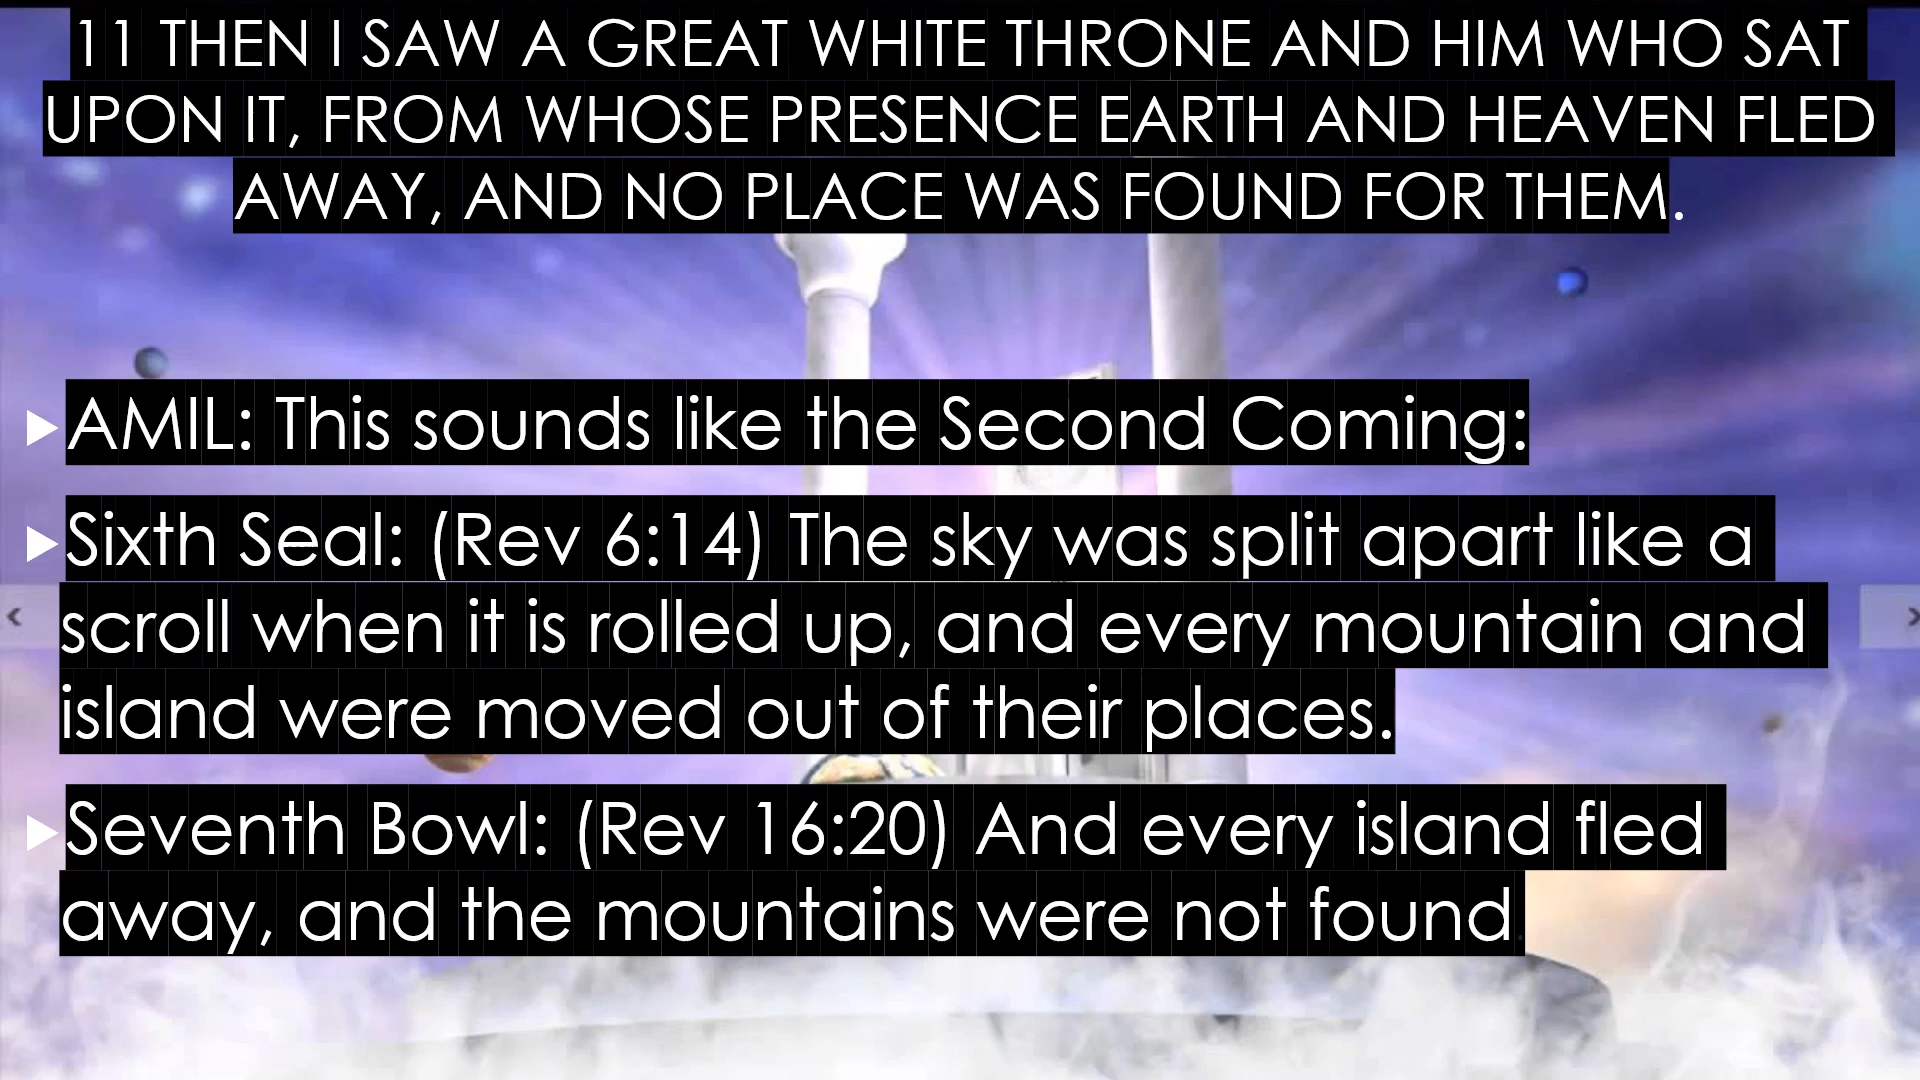 11 THEN I SAW A GREAT WHITE THRONE AND HIM WHO SAT
UPON IT, FROM WHOSE PRESENCE EARTH AND HEAVEN FLED
AWAY, AND NO PLACE WAS FOUND FOR THEM.
AMIL: This sounds like the Second Coming:
Sixth Seal: (Rev 6:14) The sky was split apart like a
scroll when it is rolled up, and every mountain and
island were moved out of their places.
Seventh Bowl: (Rev 16:20) And every island fled
away, and the mountains were not found